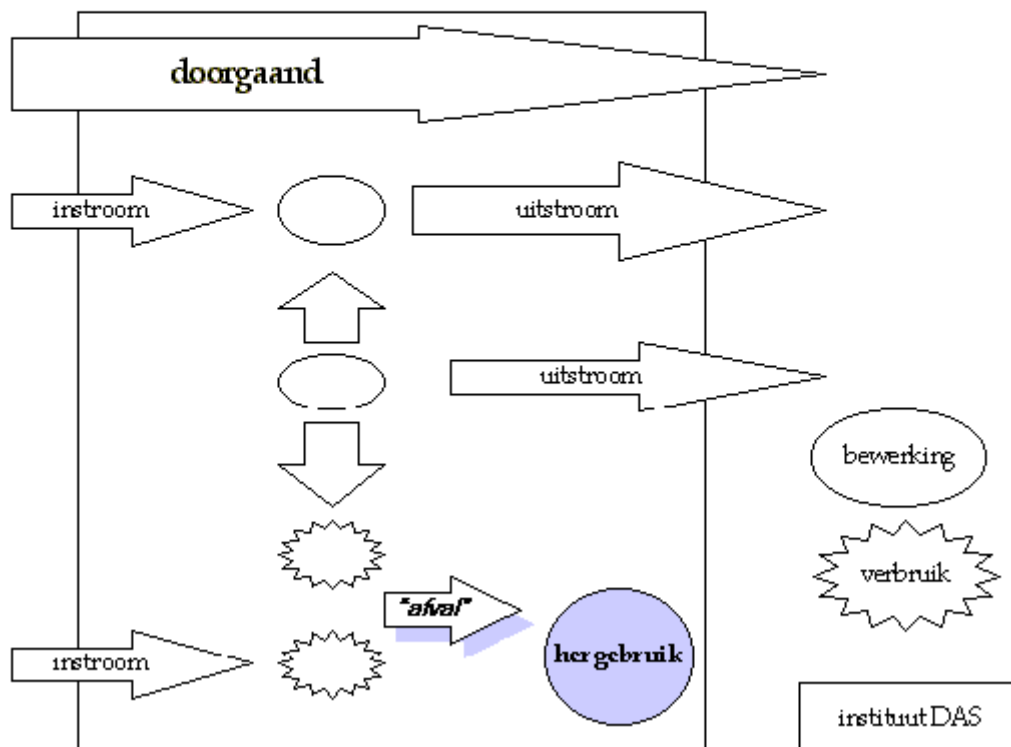 doorgaand
instroom
uitstroom
uitstroom
bewerking
verbruik
"afval"
hergebruik
instroom
instituut DAS